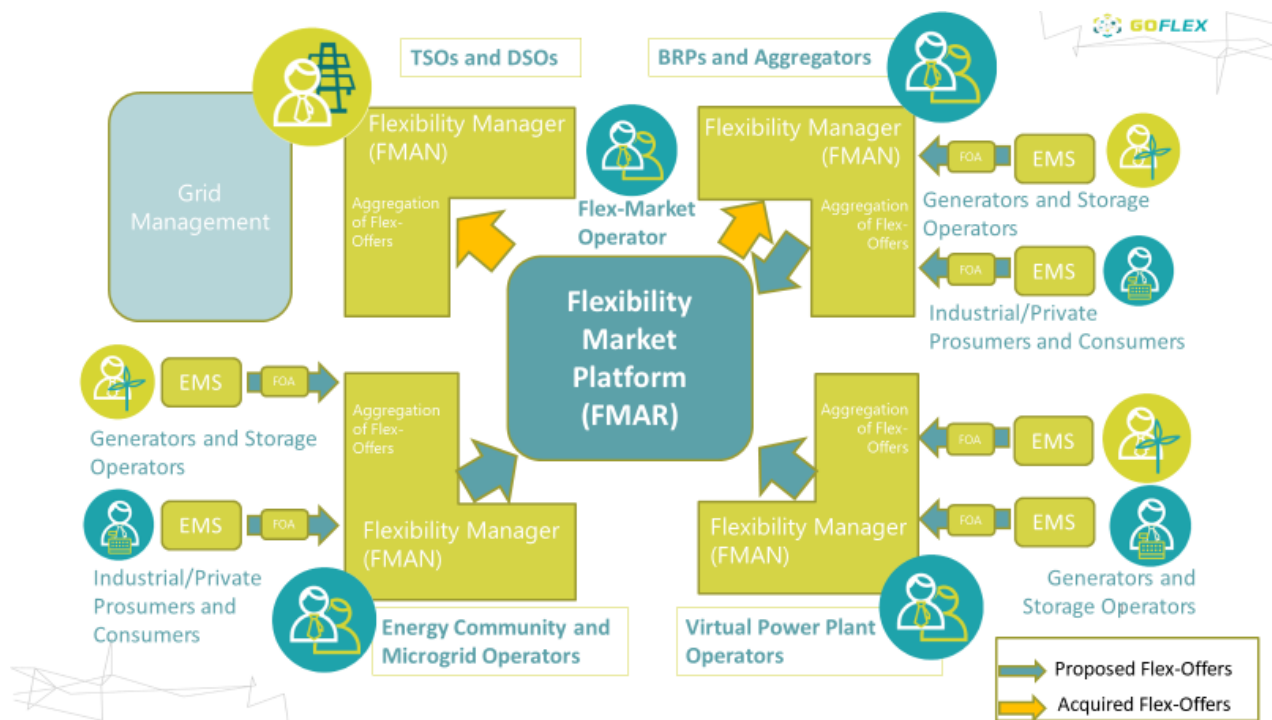 GOFLEX
TSOs and DSOs
BRPs and Aggregators
Flexibility Manager
(FMAN)
Aggregation
of Flex-
Offers
Grid
Management
Flex-Market
Operator
Flexibility Manager
(FMAN)
Aggregation
of Flex-
Offers
FOA
EMS
Generators and Storage
Operators
FOA
EMS
Industrial/Private
Prosumers and Consumers
Flexibility
Market
Platform
(FMAR)
EMS
FOA
Generators and Storage
Operators
EMS
FOA
Industrial/Private
Prosumers and
Consumers
Aggregation
of Flex-
Offers
Flexibility Manager
(FMAN)
Energy Community and
Microgrid Operators
Aggregation
of Flex-
Offers
Flexibility Manager
(FMAN)
Virtual Power Plant
Operators
FOA
EMS
FOA
EMS
Generators and
Storage Operators
Proposed Flex-Offers
Acquired Flex-Offers